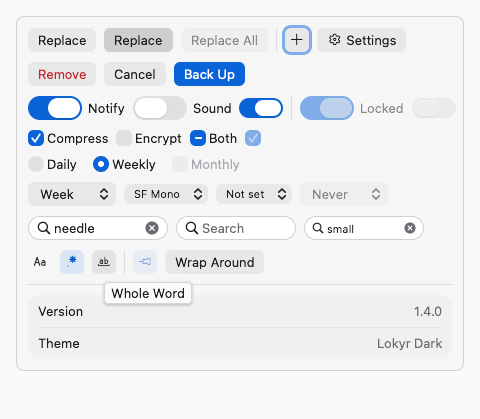 Replace Replace Replace All + Settings
Remove Cancel Back Up
Notify Sound Locked
Compress Encrypt Both
Daily Weekly Monthly
Week SF Mono Not set Never
needle Search small
Aa .* ab Wrap Around
Whole Word
Version 1.4.0
Theme Lokyr Dark